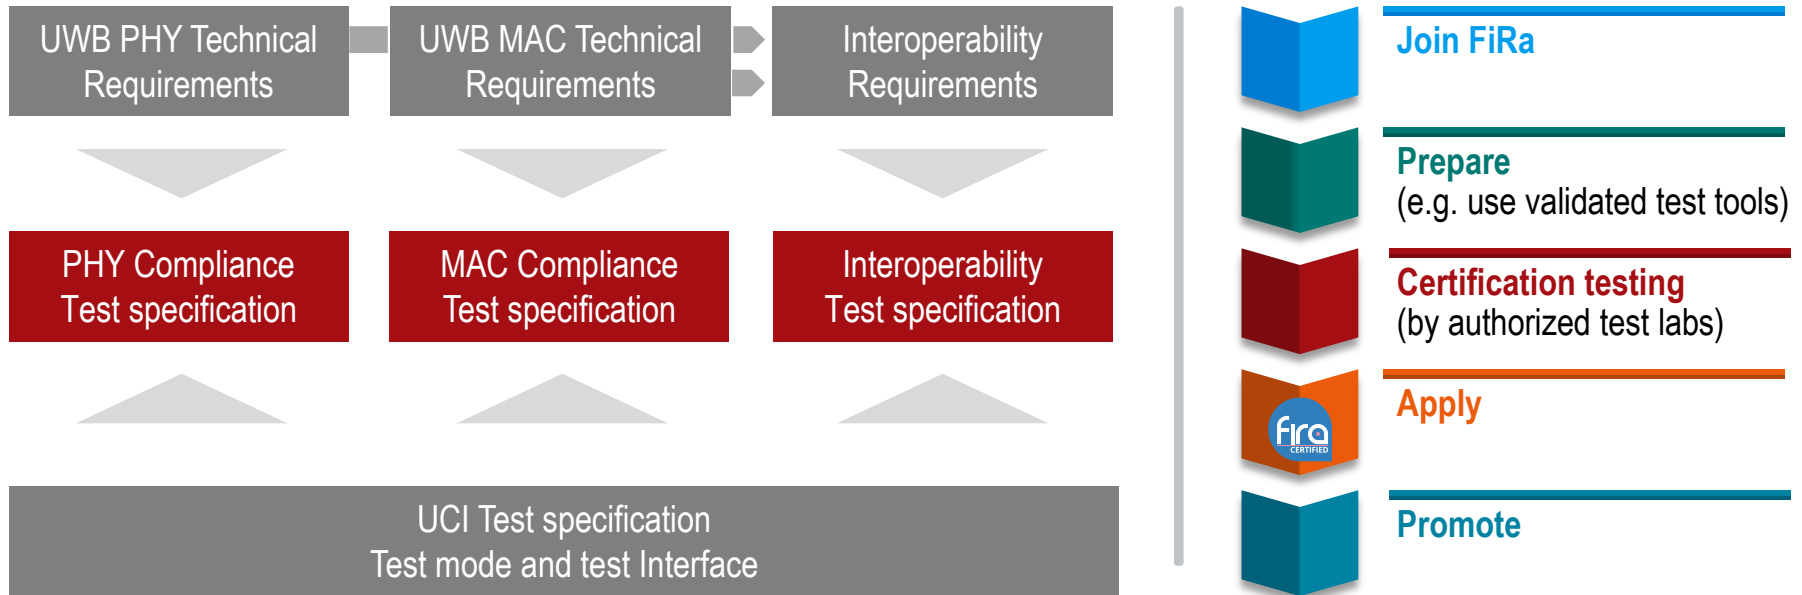 UWB PHY Technical
Requirements
UWB MAC Technical
Requirements
Interoperability
Requirements
PHY Compliance
Test specification
MAC Compliance
Test specification
Interoperability
Test specification
UCI Test specification
Test mode and test Interface
Join FiRa
Prepare
(e.g. use validated test tools)
Certification testing
(by authorized test labs)
Apply
fira
CERTIFIED
Promote